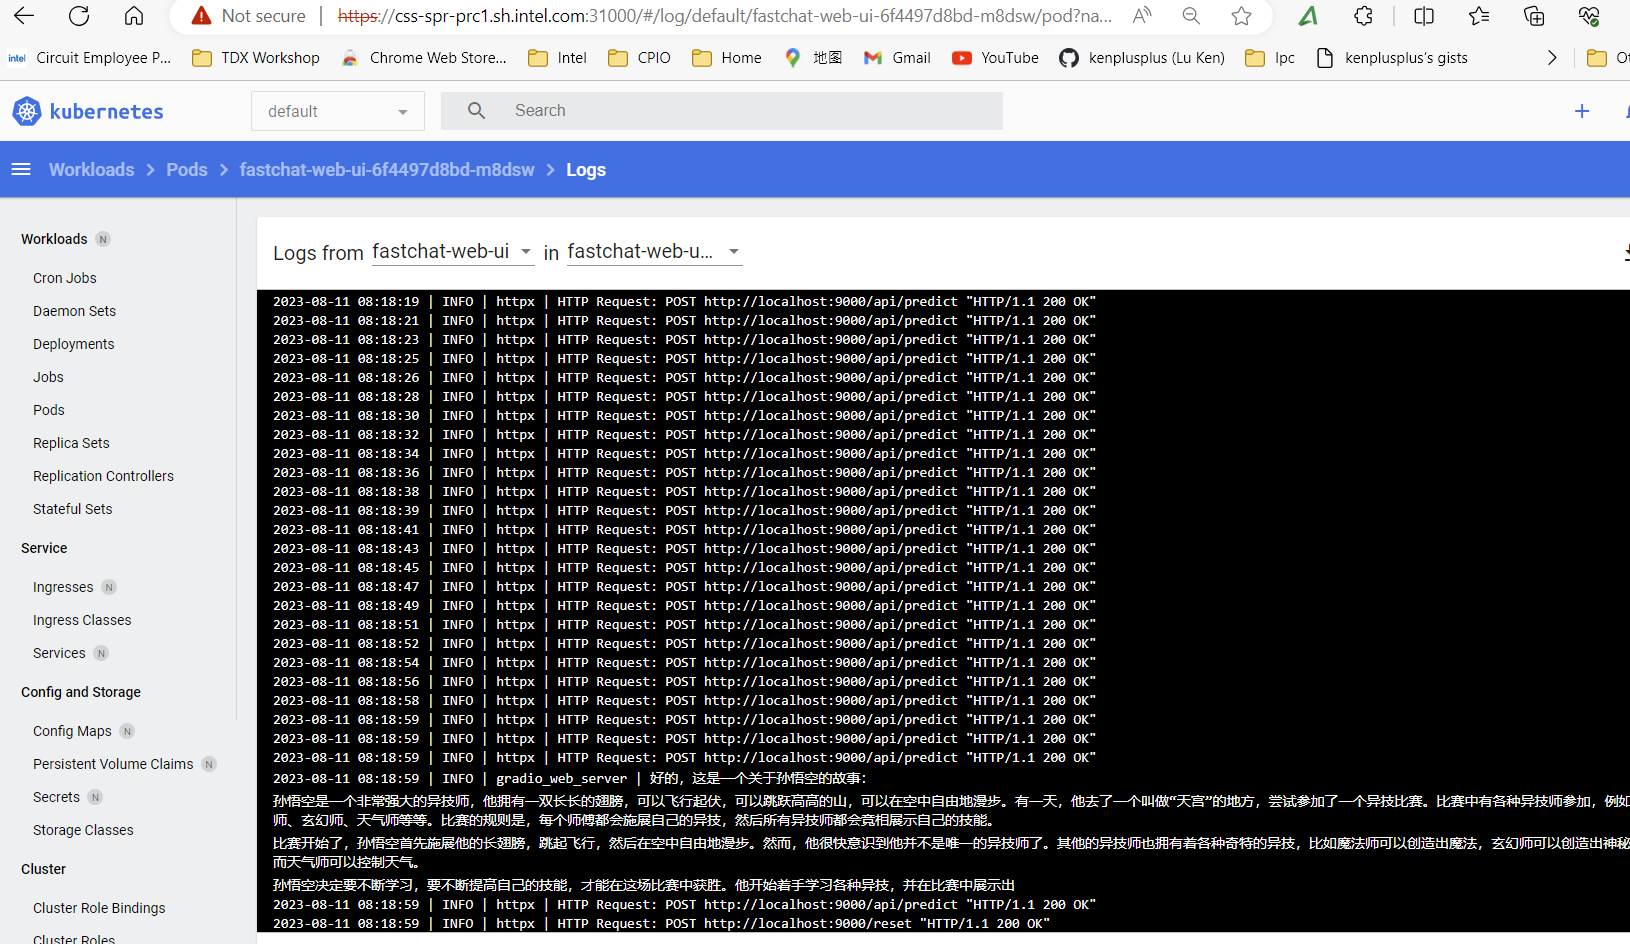 Not secure | https://css-spr-prc1.sh.intel.com:31000/#/log/default/fastchat-web-ui-6f4497d8bd-m8dsw/pod?na...
intel Circuit Employee P... TDX Workshop Chrome Web Store... Intel CPIO Home 地图 Gmail YouTube kenplusplus (Lu Ken) Ipc kenplusplus's gists
kubernetes default Search
Workloads > Pods > fastchat-web-ui-6f4497d8bd-m8dsw > Logs
Workloads N
Cron Jobs
Daemon Sets
Deployments
Jobs
Pods
Replica Sets
Replication Controllers
Stateful Sets
Service
Ingresses N
Ingress Classes
Services N
Config and Storage
Config Maps N
Persistent Volume Claims N
Secrets N
Storage Classes
Cluster
Cluster Role Bindings
Cluster Roles
Logs from fastchat-web-ui in fastchat-web-u...
2023-08-11 08:18:19 | INFO | httpx | HTTP Request: POST http://localhost:9000/api/predict "HTTP/1.1 200 OK"
2023-08-11 08:18:21 | INFO | httpx | HTTP Request: POST http://localhost:9000/api/predict "HTTP/1.1 200 OK"
2023-08-11 08:18:23 | INFO | httpx | HTTP Request: POST http://localhost:9000/api/predict "HTTP/1.1 200 OK"
2023-08-11 08:18:25 | INFO | httpx | HTTP Request: POST http://localhost:9000/api/predict "HTTP/1.1 200 OK"
2023-08-11 08:18:26 | INFO | httpx | HTTP Request: POST http://localhost:9000/api/predict "HTTP/1.1 200 OK"
2023-08-11 08:18:28 | INFO | httpx | HTTP Request: POST http://localhost:9000/api/predict "HTTP/1.1 200 OK"
2023-08-11 08:18:30 | INFO | httpx | HTTP Request: POST http://localhost:9000/api/predict "HTTP/1.1 200 OK"
2023-08-11 08:18:32 | INFO | httpx | HTTP Request: POST http://localhost:9000/api/predict "HTTP/1.1 200 OK"
2023-08-11 08:18:34 | INFO | httpx | HTTP Request: POST http://localhost:9000/api/predict "HTTP/1.1 200 OK"
2023-08-11 08:18:36 | INFO | httpx | HTTP Request: POST http://localhost:9000/api/predict "HTTP/1.1 200 OK"
2023-08-11 08:18:38 | INFO | httpx | HTTP Request: POST http://localhost:9000/api/predict "HTTP/1.1 200 OK"
2023-08-11 08:18:39 | INFO | httpx | HTTP Request: POST http://localhost:9000/api/predict "HTTP/1.1 200 OK"
2023-08-11 08:18:41 | INFO | httpx | HTTP Request: POST http://localhost:9000/api/predict "HTTP/1.1 200 OK"
2023-08-11 08:18:43 | INFO | httpx | HTTP Request: POST http://localhost:9000/api/predict "HTTP/1.1 200 OK"
2023-08-11 08:18:45 | INFO | httpx | HTTP Request: POST http://localhost:9000/api/predict "HTTP/1.1 200 OK"
2023-08-11 08:18:47 | INFO | httpx | HTTP Request: POST http://localhost:9000/api/predict "HTTP/1.1 200 OK"
2023-08-11 08:18:49 | INFO | httpx | HTTP Request: POST http://localhost:9000/api/predict "HTTP/1.1 200 OK"
2023-08-11 08:18:51 | INFO | httpx | HTTP Request: POST http://localhost:9000/api/predict "HTTP/1.1 200 OK"
2023-08-11 08:18:52 | INFO | httpx | HTTP Request: POST http://localhost:9000/api/predict "HTTP/1.1 200 OK"
2023-08-11 08:18:54 | INFO | httpx | HTTP Request: POST http://localhost:9000/api/predict "HTTP/1.1 200 OK"
2023-08-11 08:18:56 | INFO | httpx | HTTP Request: POST http://localhost:9000/api/predict "HTTP/1.1 200 OK"
2023-08-11 08:18:58 | INFO | httpx | HTTP Request: POST http://localhost:9000/api/predict "HTTP/1.1 200 OK"
2023-08-11 08:18:59 | INFO | httpx | HTTP Request: POST http://localhost:9000/api/predict "HTTP/1.1 200 OK"
2023-08-11 08:18:59 | INFO | httpx | HTTP Request: POST http://localhost:9000/api/predict "HTTP/1.1 200 OK"
2023-08-11 08:18:59 | INFO | httpx | HTTP Request: POST http://localhost:9000/api/predict "HTTP/1.1 200 OK"
2023-08-11 08:18:59 | INFO | gradio_web_server | 好的，这是一个关于孙悟空的故事：
孙悟空是一个非常强大的异技师，他拥有一双长长的翅膀，可以飞行起伏，可以跳跃高高的山，可以在空中自由地漫步。有一天，他去了一个叫做“天宫”的地方，尝试参加了一个异技比赛。比赛中有各种异技师参加，例如
师、玄幻师、天气师等等。比赛的规则是，每个师傅都会施展自己的异技，然后所有异技师都会竞相展示自己的技能。
比赛开始了，孙悟空首先施展他的长翅膀，跳起飞行，然后在空中自由地漫步。然而，他很快意识到他并不是唯一的异技师了。其他的异技师也拥有着各种奇特的异技，比如魔法师可以创造出魔法，玄幻师可以创造出神秘
而天气师可以控制天气。
孙悟空决定要不断学习，要不断提高自己的技能，才能在这场比赛中获胜。他开始着手学习各种异技，并在比赛中展示出
2023-08-11 08:18:59 | INFO | httpx | HTTP Request: POST http://localhost:9000/api/predict "HTTP/1.1 200 OK"
2023-08-11 08:18:59 | INFO | httpx | HTTP Request: POST http://localhost:9000/reset "HTTP/1.1 200 OK"